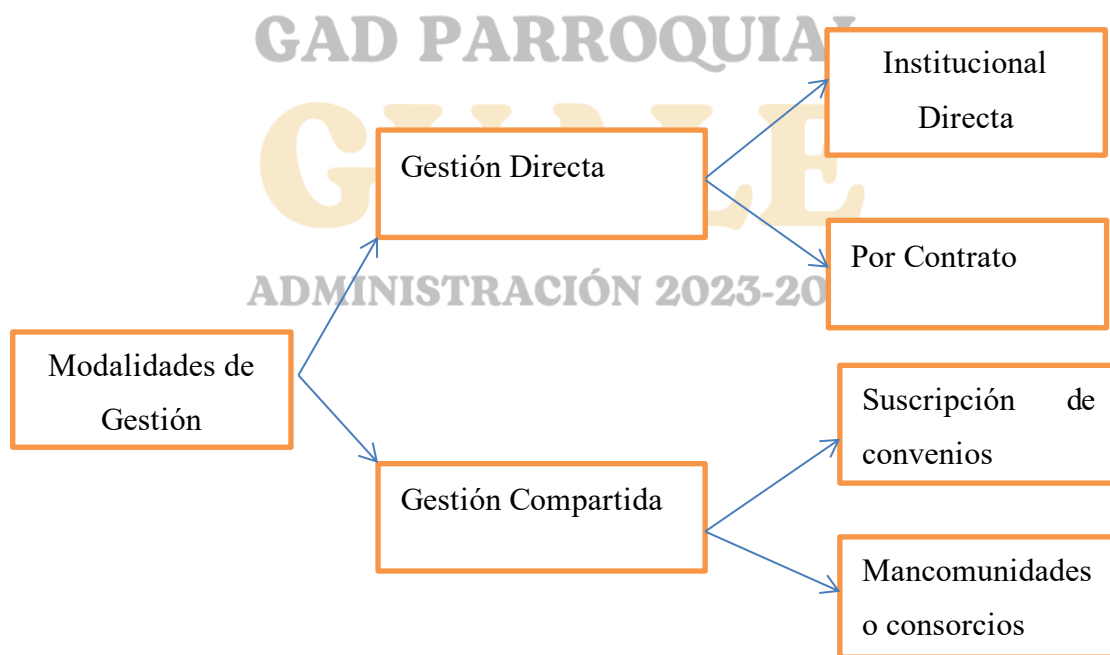 GAD PARROQUIAL
Institucional
Directa
Gestión Directa
Por Contrato
ADMINISTRACIÓN 2023-20
Modalidades de
Gestión
Suscripción de
convenios
Gestión Compartida
Mancomunidades
o consorcios